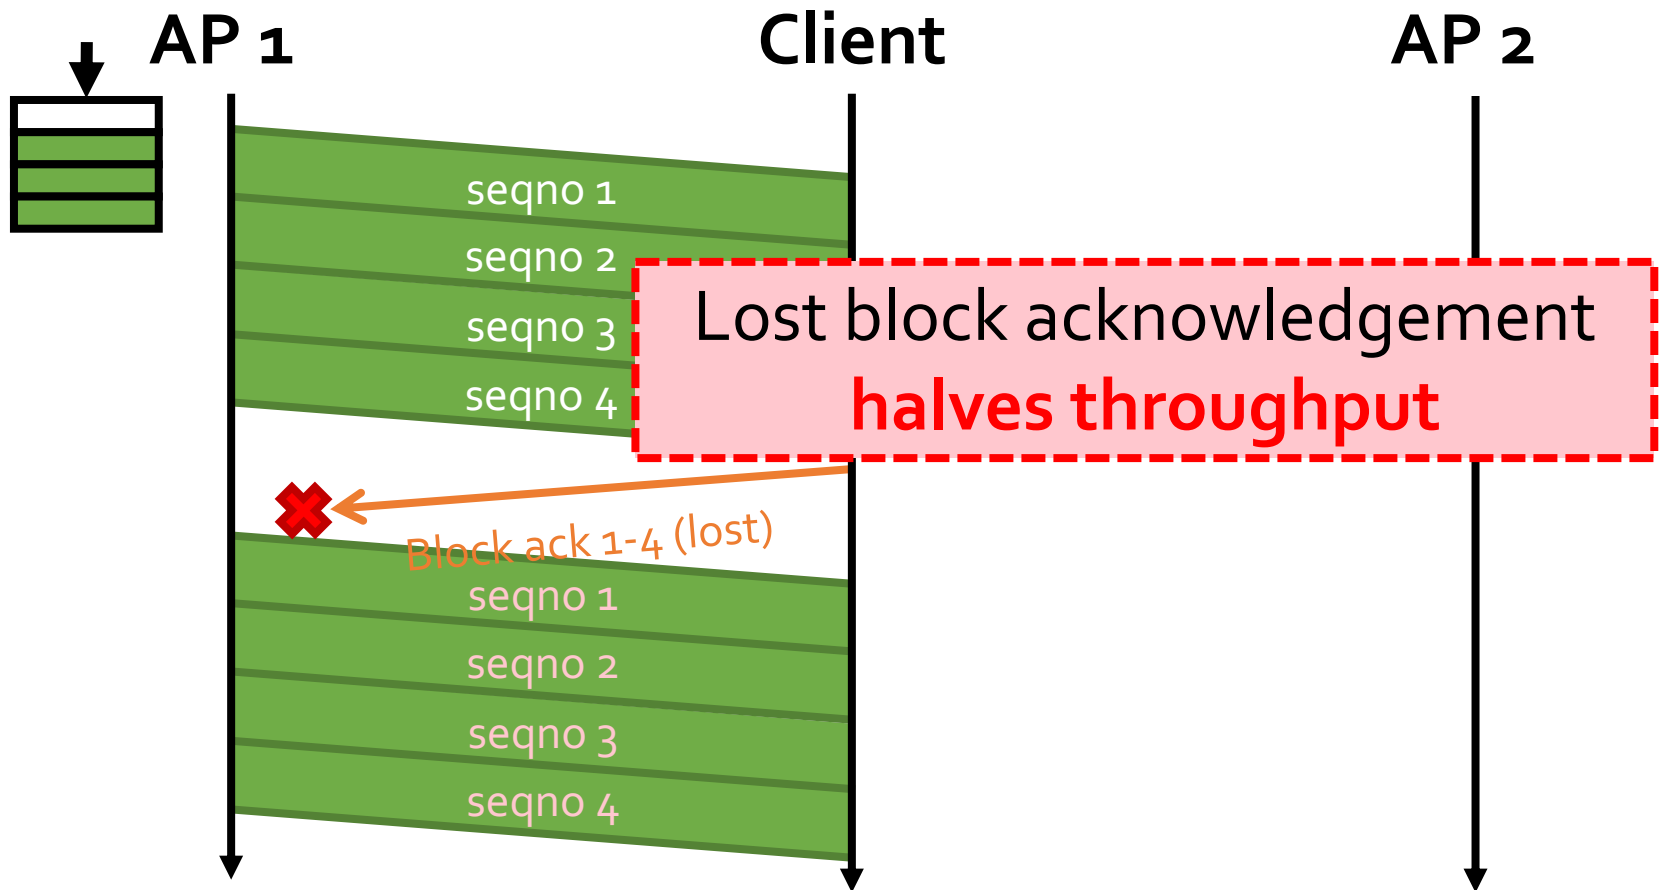 AP 1
Client
AP 2
seqno 1
seqno 2
seqno 3
seqno 4
Lost block acknowledgement
halves throughput
Block ack 1-4 (lost)
seqno 1
seqno 2
seqno 3
seqno 4